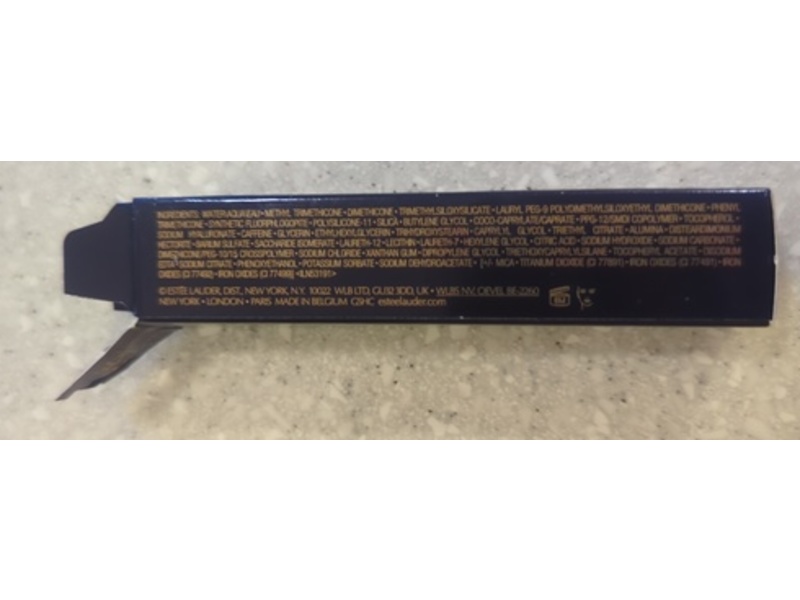 INGREDIENTS: WATER\AQUA\EAU • METHYL TRIMETHICONE • DIMETHICONE • TRIMETHYLSILOXYSILICATE • LAURYL PEG-9 POLYDIMETHYLSILOXYETHYL DIMETHICONE • PHENYL
TRIMETHICONE • SYNTHETIC FLUORPHLOGOPITE • POLYSILICONE-11 • SILICA • BUTYLENE GLYCOL • COCO-CAPRYLATE/CAPRATE • PPG-12/SMDI COPOLYMER • TOCOPHEROL •
SODIUM HYALURONATE • CAFFEINE • GLYCERIN • ETHYLHEXYLGLYCERIN • TRIHYDROXYSTEARIN • CAPRYLYL GLYCOL • TRIETHYL CITRATE • ALUMINA • DISTEARDIMONIUM
HECTORITE • BARIUM SULFATE • SACCHARIDE ISOMERATE • LAURETH-12 • LECITHIN • LAURETH-7 • HEXYLENE GLYCOL • CITRIC ACID • SODIUM HYDROXIDE • SODIUM CARBONATE •
DIMETHICONE/PEG-10/15 CROSSPOLYMER • SODIUM CHLORIDE • XANTHAN GUM • DIPROPYLENE GLYCOL • TRIETHOXYCAPRYLYLSILANE • TOCOPHERYL ACETATE •
SODIUM CITRATE • PHENOXYETHANOL • POTASSIUM SORBATE • SODIUM DEHYDROACETATE • [+/- MICA • TITANIUM DIOXIDE (CI 77891) • IRON OXIDES (CI 77491) • IRON
OXIDES (CI 77492) • IRON OXIDES (CI 77499)] <ILN53191>
© ESTĒE LAUDER, DIST., NEW YORK, N.Y. 10022 WIJ8 LTD, GU32 3DQ, UK • WIJBS NV, OEVEL BE-2260
NEW YORK • LONDON • PARIS MADE IN BELGIUM GSHC esteelauder.com